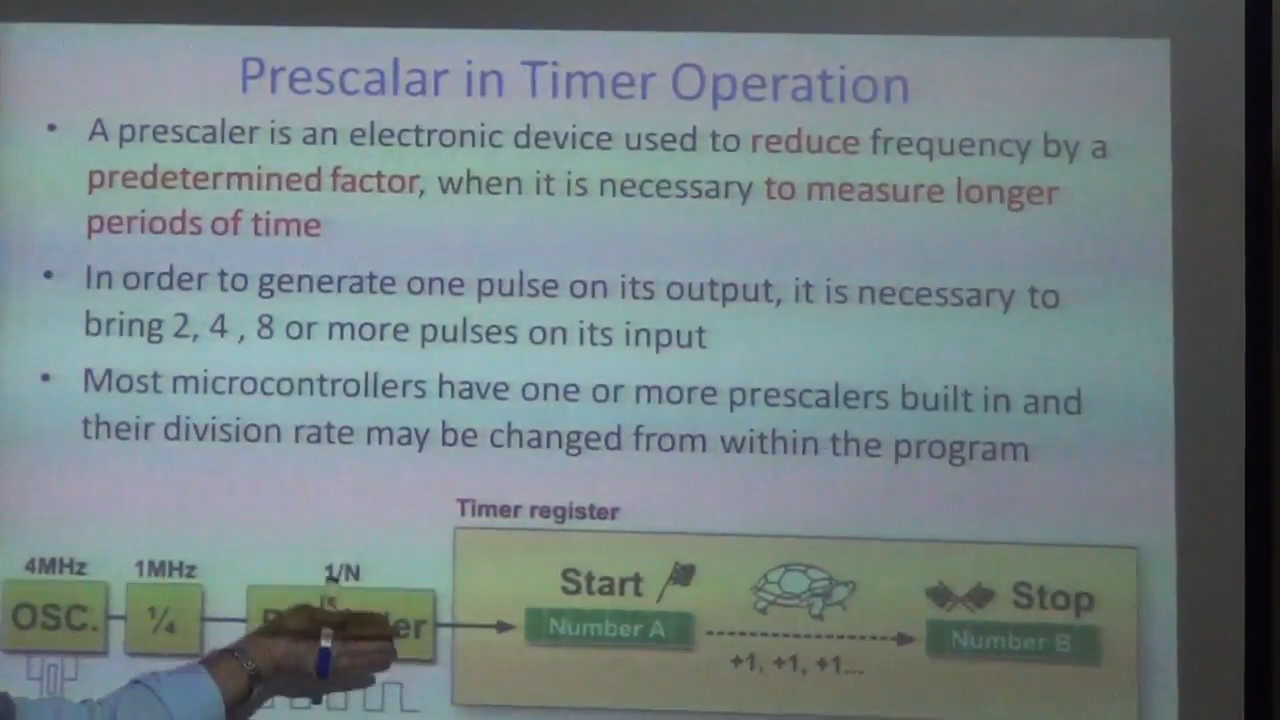 Prescalar in Timer Operation
• A prescaler is an electronic device used to reduce frequency by a
predetermined factor, when it is necessary to measure longer
periods of time
• In order to generate one pulse on its output, it is necessary to
bring 2, 4 , 8 or more pulses on its input
• Most microcontrollers have one or more prescalers built in and
their division rate may be changed from within the program
Timer register
4MHz 1MHz 1/N
OSC. 1/4
Start Stop
Number A Number B
+1, +1, +1...